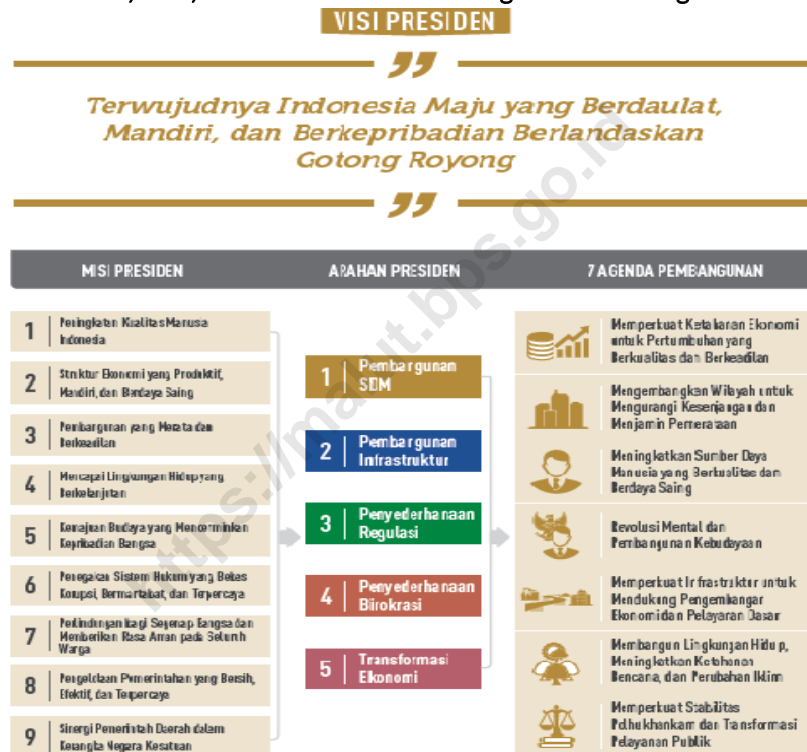 VISI PRESIDEN
Terwujudnya Indonesia Maju yang Berdaulat,
Mandiri, dan Berkepribadian Berlandaskan
Gotong Royong
MISI PRESIDEN
ARAHAN PRESIDEN
7 AGENDA PEMBANGUNAN
1 Peningkatan Kualitas Manusia
Indonesia
2 Struktur Ekonomi yang Produktif,
Mandiri, dan Berdaya Saing
3 Pembangunan yang Merata dan
Berkeadilan
4 Mencapai Lingkungan Hidup yang
Berkelanjutan
5 Kemajuan Budaya yang Mencerminkan
Kepribadian Bangsa
6 Penegakan Sistem Hukum yang Bebas
Korupsi, Bermartabat, dan Terpercaya
7 Perlindungan bagi Segenap Bangsa dan
Memberikan Rasa Aman pada Seluruh
Warga
8 Pengelolaan Pemerintahan yang Bersih,
Efektif, dan Terpercaya
9 Sinergi Pemerintah Daerah dalam
Kerangka Negara Kesatuan
1 Pembangunan
SDM
2 Pembangunan
Infrastruktur
3 Penyederhanaan
Regulasi
4 Penyederhanaan
Birokrasi
5 Transformasi
Ekonomi
Memperkuat Ketahanan Ekonomi
untuk Pertumbuhan yang
Berkualitas dan Berkeadilan
Mengembangkan Wilayah untuk
Mengurangi Kesenjangan dan
Menjamin Pemerataan
Meningkatkan Sumber Daya
Manusia yang Berkualitas dan
Berdaya Saing
Revolusi Mental dan
Pembangunan Kebudayaan
Memperkuat Infrastruktur untuk
Mendukung Pengembangan
Ekonomi dan Pelayanan Dasar
Membangun Lingkungan Hidup,
Meningkatkan Ketahanan
Bencana, dan Perubahan Iklim
Memperkuat Stabilitas
Polhukhankam dan Transformasi
Pelayanan Publik
https://malut.bps.go.id